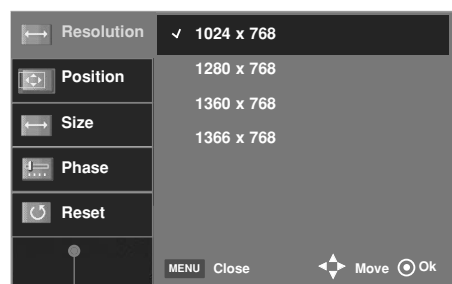 Resolution
Position
Size
Phase
Reset
✓ 1024 x 768
1280 x 768
1360 x 768
1366 x 768
MENU Close Move Ok